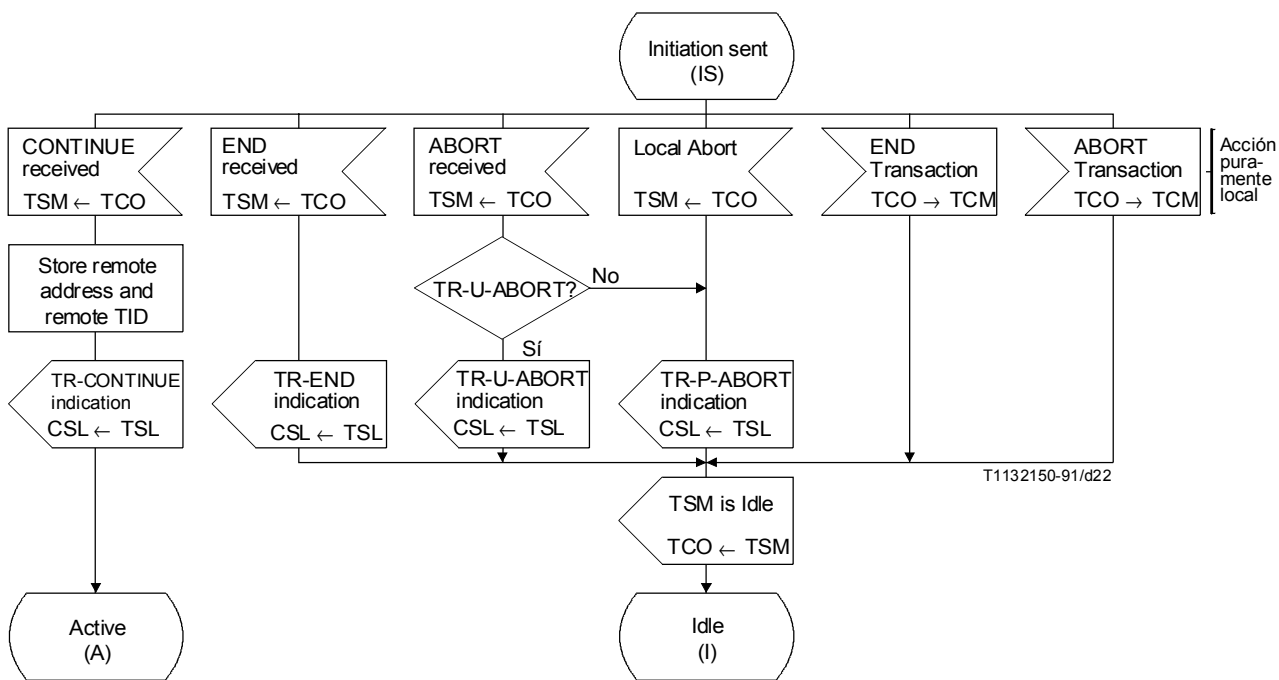 Initiation sent
(IS)
CONTINUE
received
TSM ← TCO
END
received
TSM ← TCO
ABORT
received
TSM ← TCO
Local Abort
TSM ← TCO
END
Transaction
TCO → TCM
ABORT
Transaction
TCO → TCM
Acción
pura-
mente
local
Store remote
address and
remote TID
TR-U-ABORT?
No
Sí
TR-CONTINUE
indication
CSL ← TSL
TR-END
indication
CSL ← TSL
TR-U-ABORT
indication
CSL ← TSL
TR-P-ABORT
indication
CSL ← TSL
T1132150-91/d22
TSM is Idle
TCO ← TSM
Active
(A)
Idle
(I)